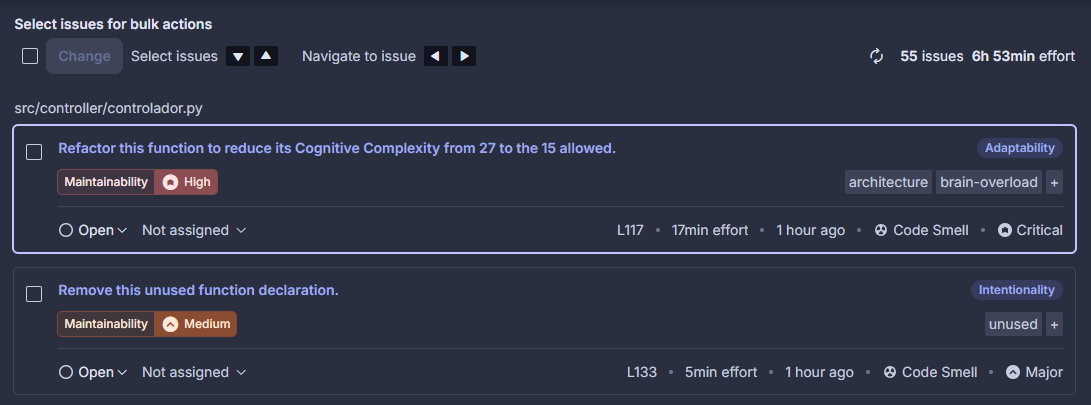 Select issues for bulk actions
Change Select issues Navigate to issue 55 issues 6h 53min effort
src/controller/controlador.py
Refactor this function to reduce its Cognitive Complexity from 27 to the 15 allowed. Adaptability
Maintainability High architecture brain-overload +
Open Not assigned L117 • 17min effort • 1 hour ago • Code Smell • Critical
Remove this unused function declaration. Intentionality
Maintainability Medium unused +
Open Not assigned L133 • 5min effort • 1 hour ago • Code Smell • Major